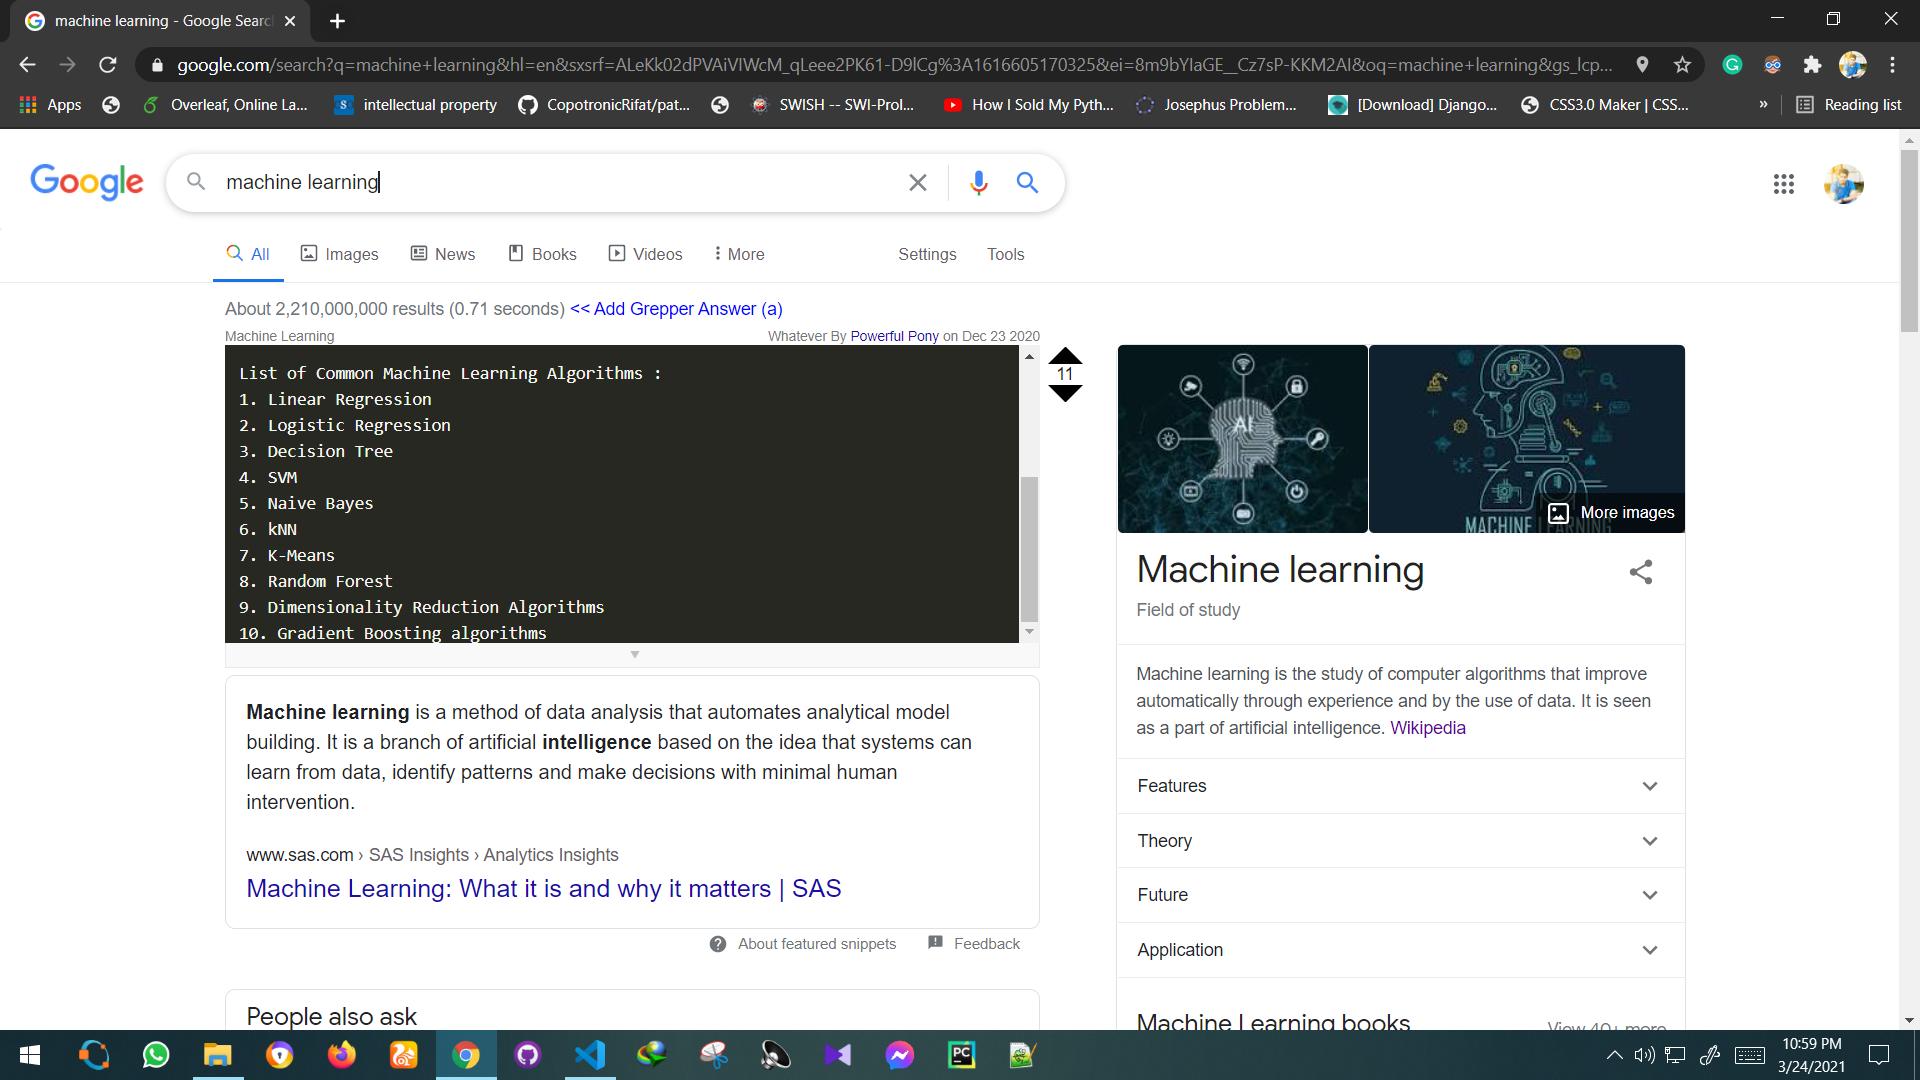 machine learning - Google Searc
google.com/search?q=machine+learning&hl=en&sxsrf=ALeKk02dPVAiVIWcM_qLeee2PK61-D9lCg%3A1616605170325&ei=8m9bYIaGE__Cz7sP-KKM2AI&oq=machine+learning&gs_lcp...
Apps Overleaf, Online La... intellectual property CopotronicRifat/pat... SWISH -- SWI-Prol... How I Sold My Pyth... Josephus Problem... [Download] Django... CSS3.0 Maker | CSS... » Reading list
Google machine learning
All Images News Books Videos More Settings Tools
About 2,210,000,000 results (0.71 seconds) << Add Grepper Answer (a)
Machine Learning Whatever By Powerful Pony on Dec 23 2020
List of Common Machine Learning Algorithms :
1. Linear Regression
2. Logistic Regression
3. Decision Tree
4. SVM
5. Naive Bayes
6. kNN
7. K-Means
8. Random Forest
9. Dimensionality Reduction Algorithms
10. Gradient Boosting algorithms
11
Machine learning is a method of data analysis that automates analytical model
building. It is a branch of artificial intelligence based on the idea that systems can
learn from data, identify patterns and make decisions with minimal human
intervention.
www.sas.com › SAS Insights › Analytics Insights
Machine Learning: What it is and why it matters | SAS
About featured snippets Feedback
People also ask
AI
MACHINE LEARNING
More images
Machine learning
Field of study
Machine learning is the study of computer algorithms that improve
automatically through experience and by the use of data. It is seen
as a part of artificial intelligence. Wikipedia
Features
Theory
Future
Application
Machine Learning books View 40+ more
PC
10:59 PM
3/24/2021